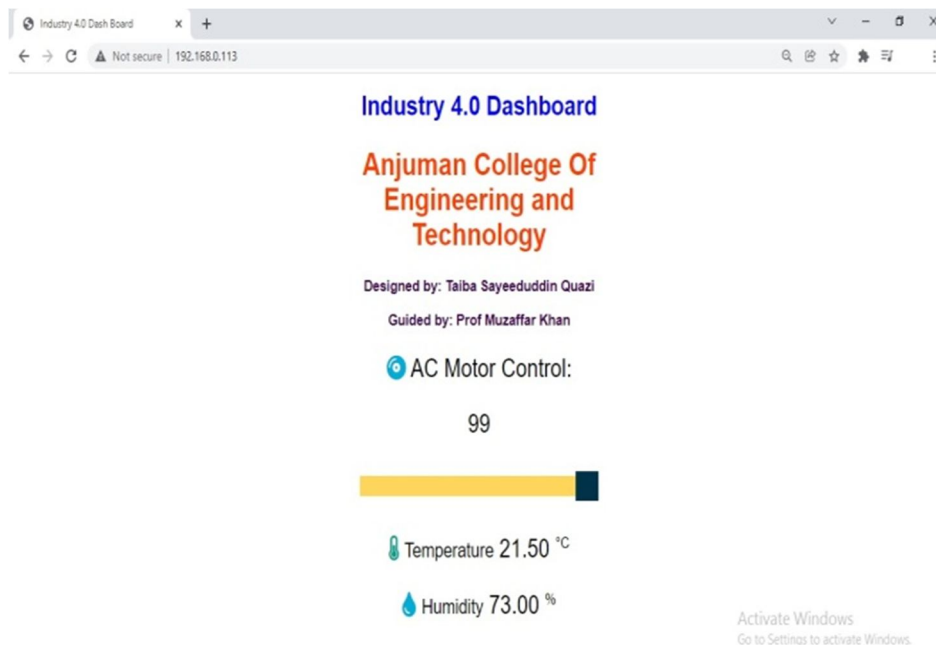 Industry 4.0 Dash Board
Not secure | 192.168.0.113
Industry 4.0 Dashboard
Anjuman College Of
Engineering and
Technology
Designed by: Taiba Sayeeduddin Quazi
Guided by: Prof Muzaffar Khan
AC Motor Control:
99
Temperature 21.50 °C
Humidity 73.00 %
Activate Windows
Go to Settings to activate Windows.